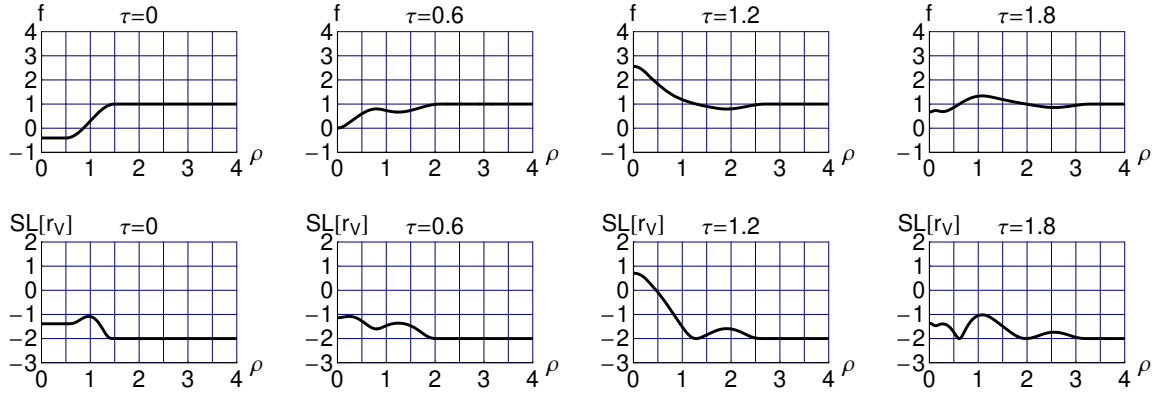 f τ=0 f τ=0.6 f τ=1.2 f τ=1.8
4 4 4 4
3 3 3 3
2 2 2 2
1 1 1 1
0 0 0 0
−1 ρ −1 ρ −1 ρ −1 ρ
0 1 2 3 4 0 1 2 3 4 0 1 2 3 4 0 1 2 3 4
SL[rV] τ=0 SL[rV] τ=0.6 SL[rV] τ=1.2 SL[rV] τ=1.8
2 2 2 2
1 1 1 1
0 0 0 0
−1 −1 −1 −1
−2 −2 −2 −2
−3 ρ −3 ρ −3 ρ −3 ρ
0 1 2 3 4 0 1 2 3 4 0 1 2 3 4 0 1 2 3 4